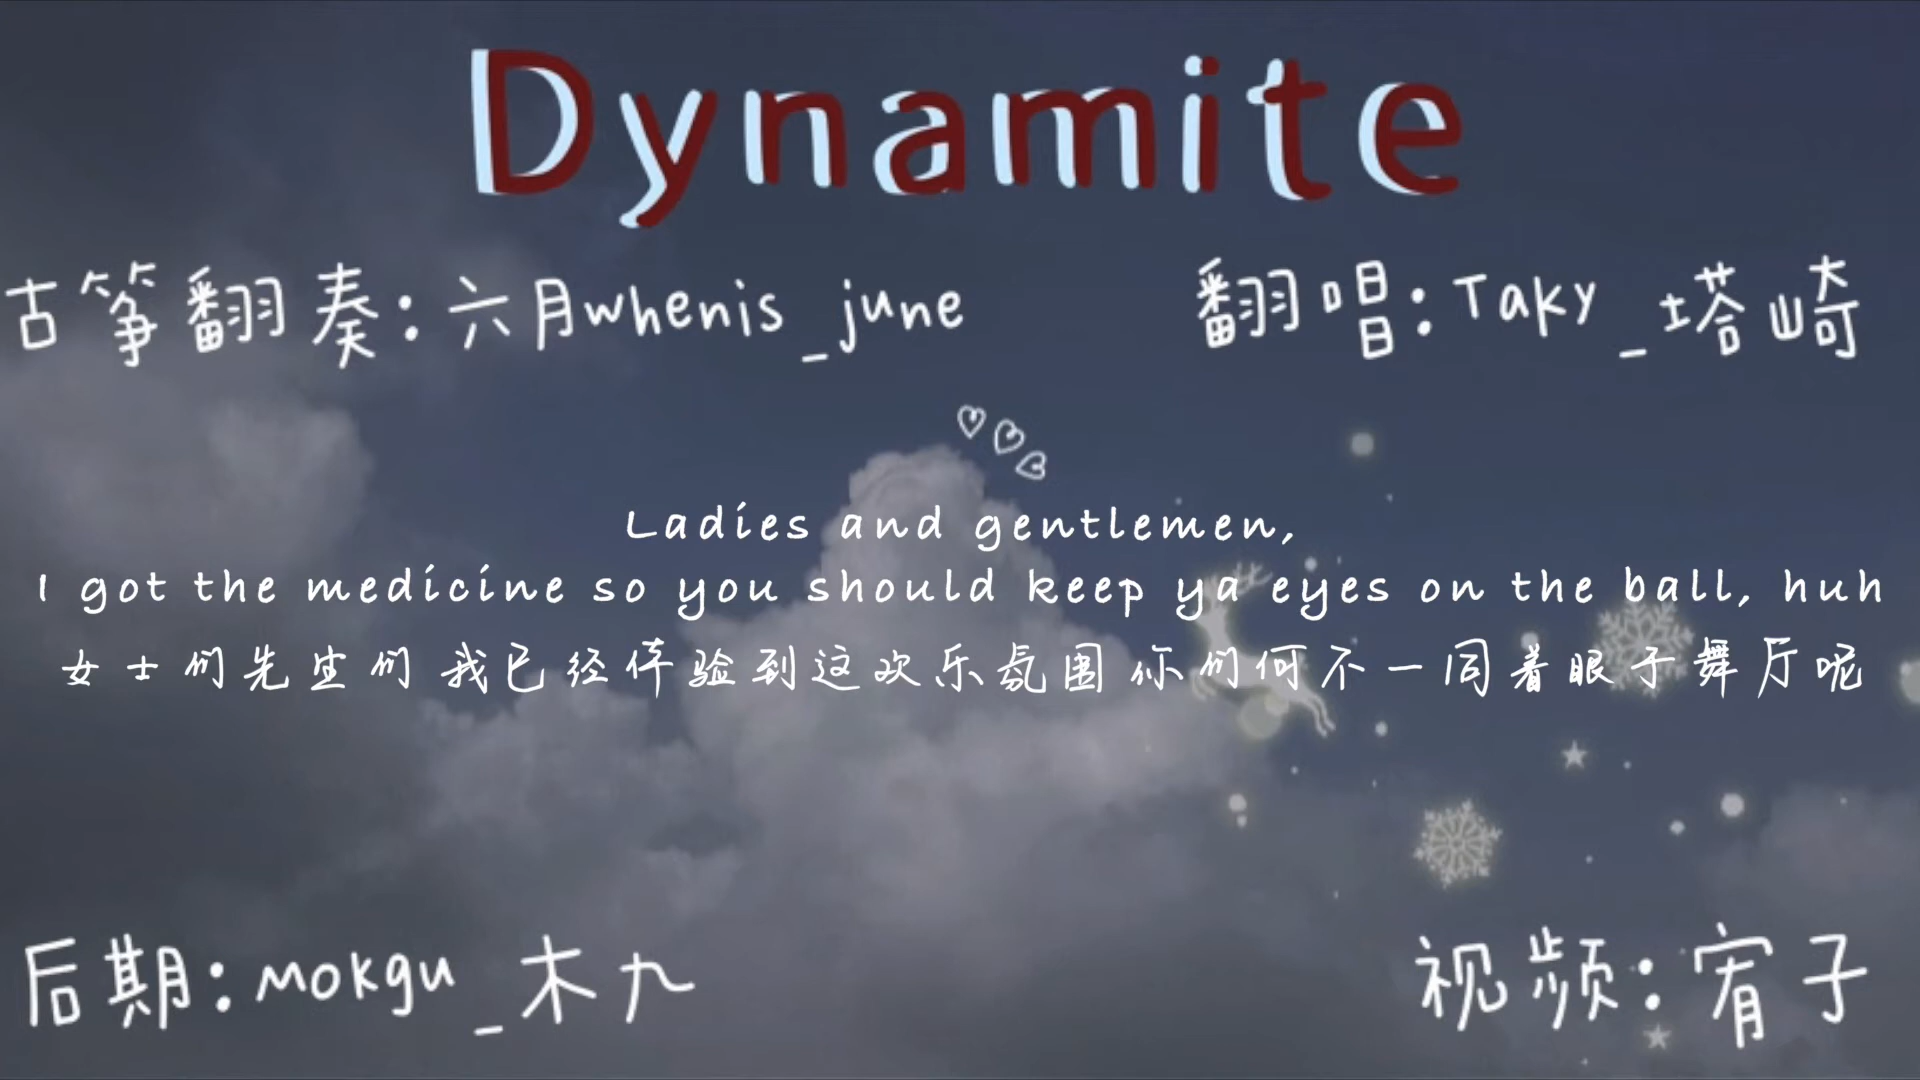 Dynamite
古筝翻奏:六月whenis_june
翻唱:Taky_塔崎
Ladies and gentlemen,
I got the medicine so you should keep ya eyes on the ball, huh
女士们先生们 我已经体验到这欢乐氛围 你们何不一同着眼于舞厅呢
后期:mokgu_木九
视频:宥子